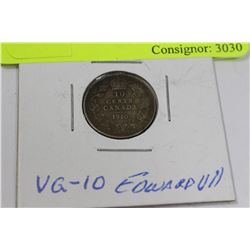 Consignor: 3030
10
CENTS
CANADA
1910
VG-10 EDWARD VII